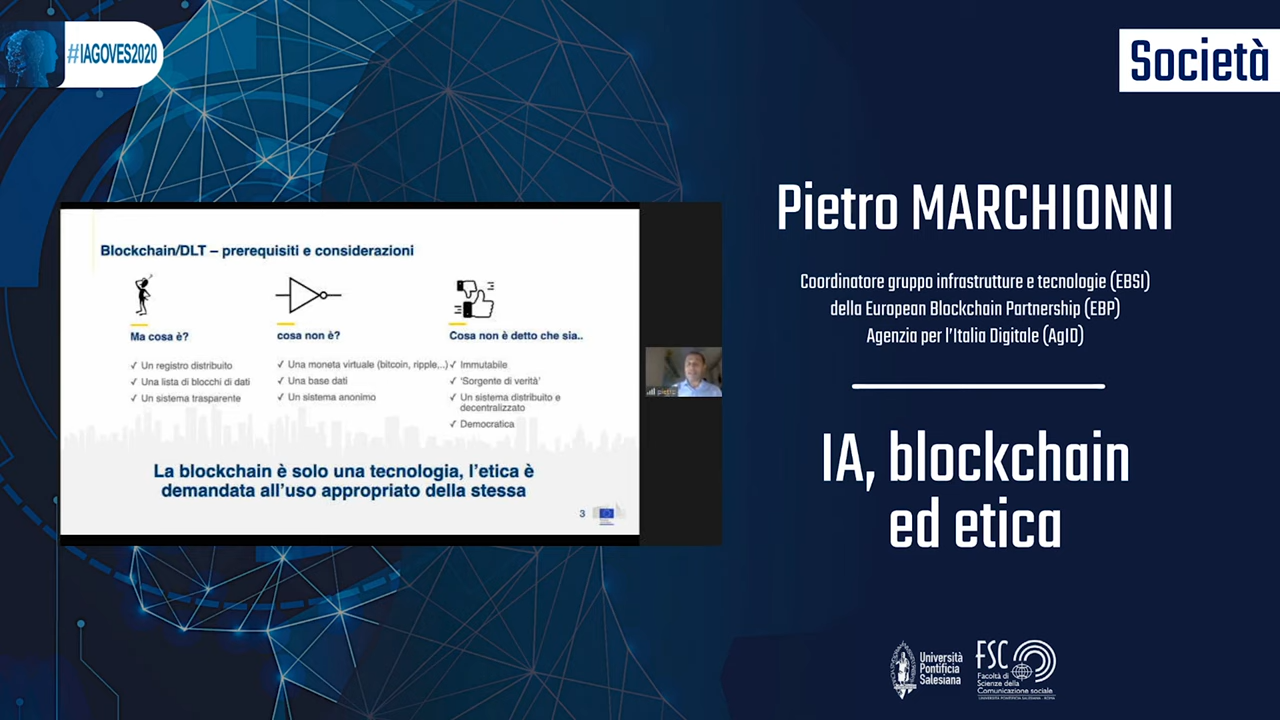 #IAGOVES2020
Società
Blockchain/DLT – prerequisiti e considerazioni
Ma cosa è?
✓ Un registro distribuito
✓ Una lista di blocchi di dati
✓ Un sistema trasparente
cosa non è?
✓ Una moneta virtuale (bitcoin, ripple,..)
✓ Una base dati
✓ Un sistema anonimo
Cosa non è detto che sia..
✓ Immutabile
✓ 'Sorgente di verità'
✓ Un sistema distribuito e
decentralizzato
✓ Democratica
La blockchain è solo una tecnologia, l'etica è
demandata all'uso appropriato della stessa
3
pietro
Pietro MARCHIONNI
Coordinatore gruppo infrastrutture e tecnologie (EBSI)
della European Blockchain Partnership (EBP)
Agenzia per l'Italia Digitale (AgID)
IA, blockchain
ed etica
Università
Pontificia
Salesiana
FSC
Facoltà di
Scienze della
Comunicazione sociale